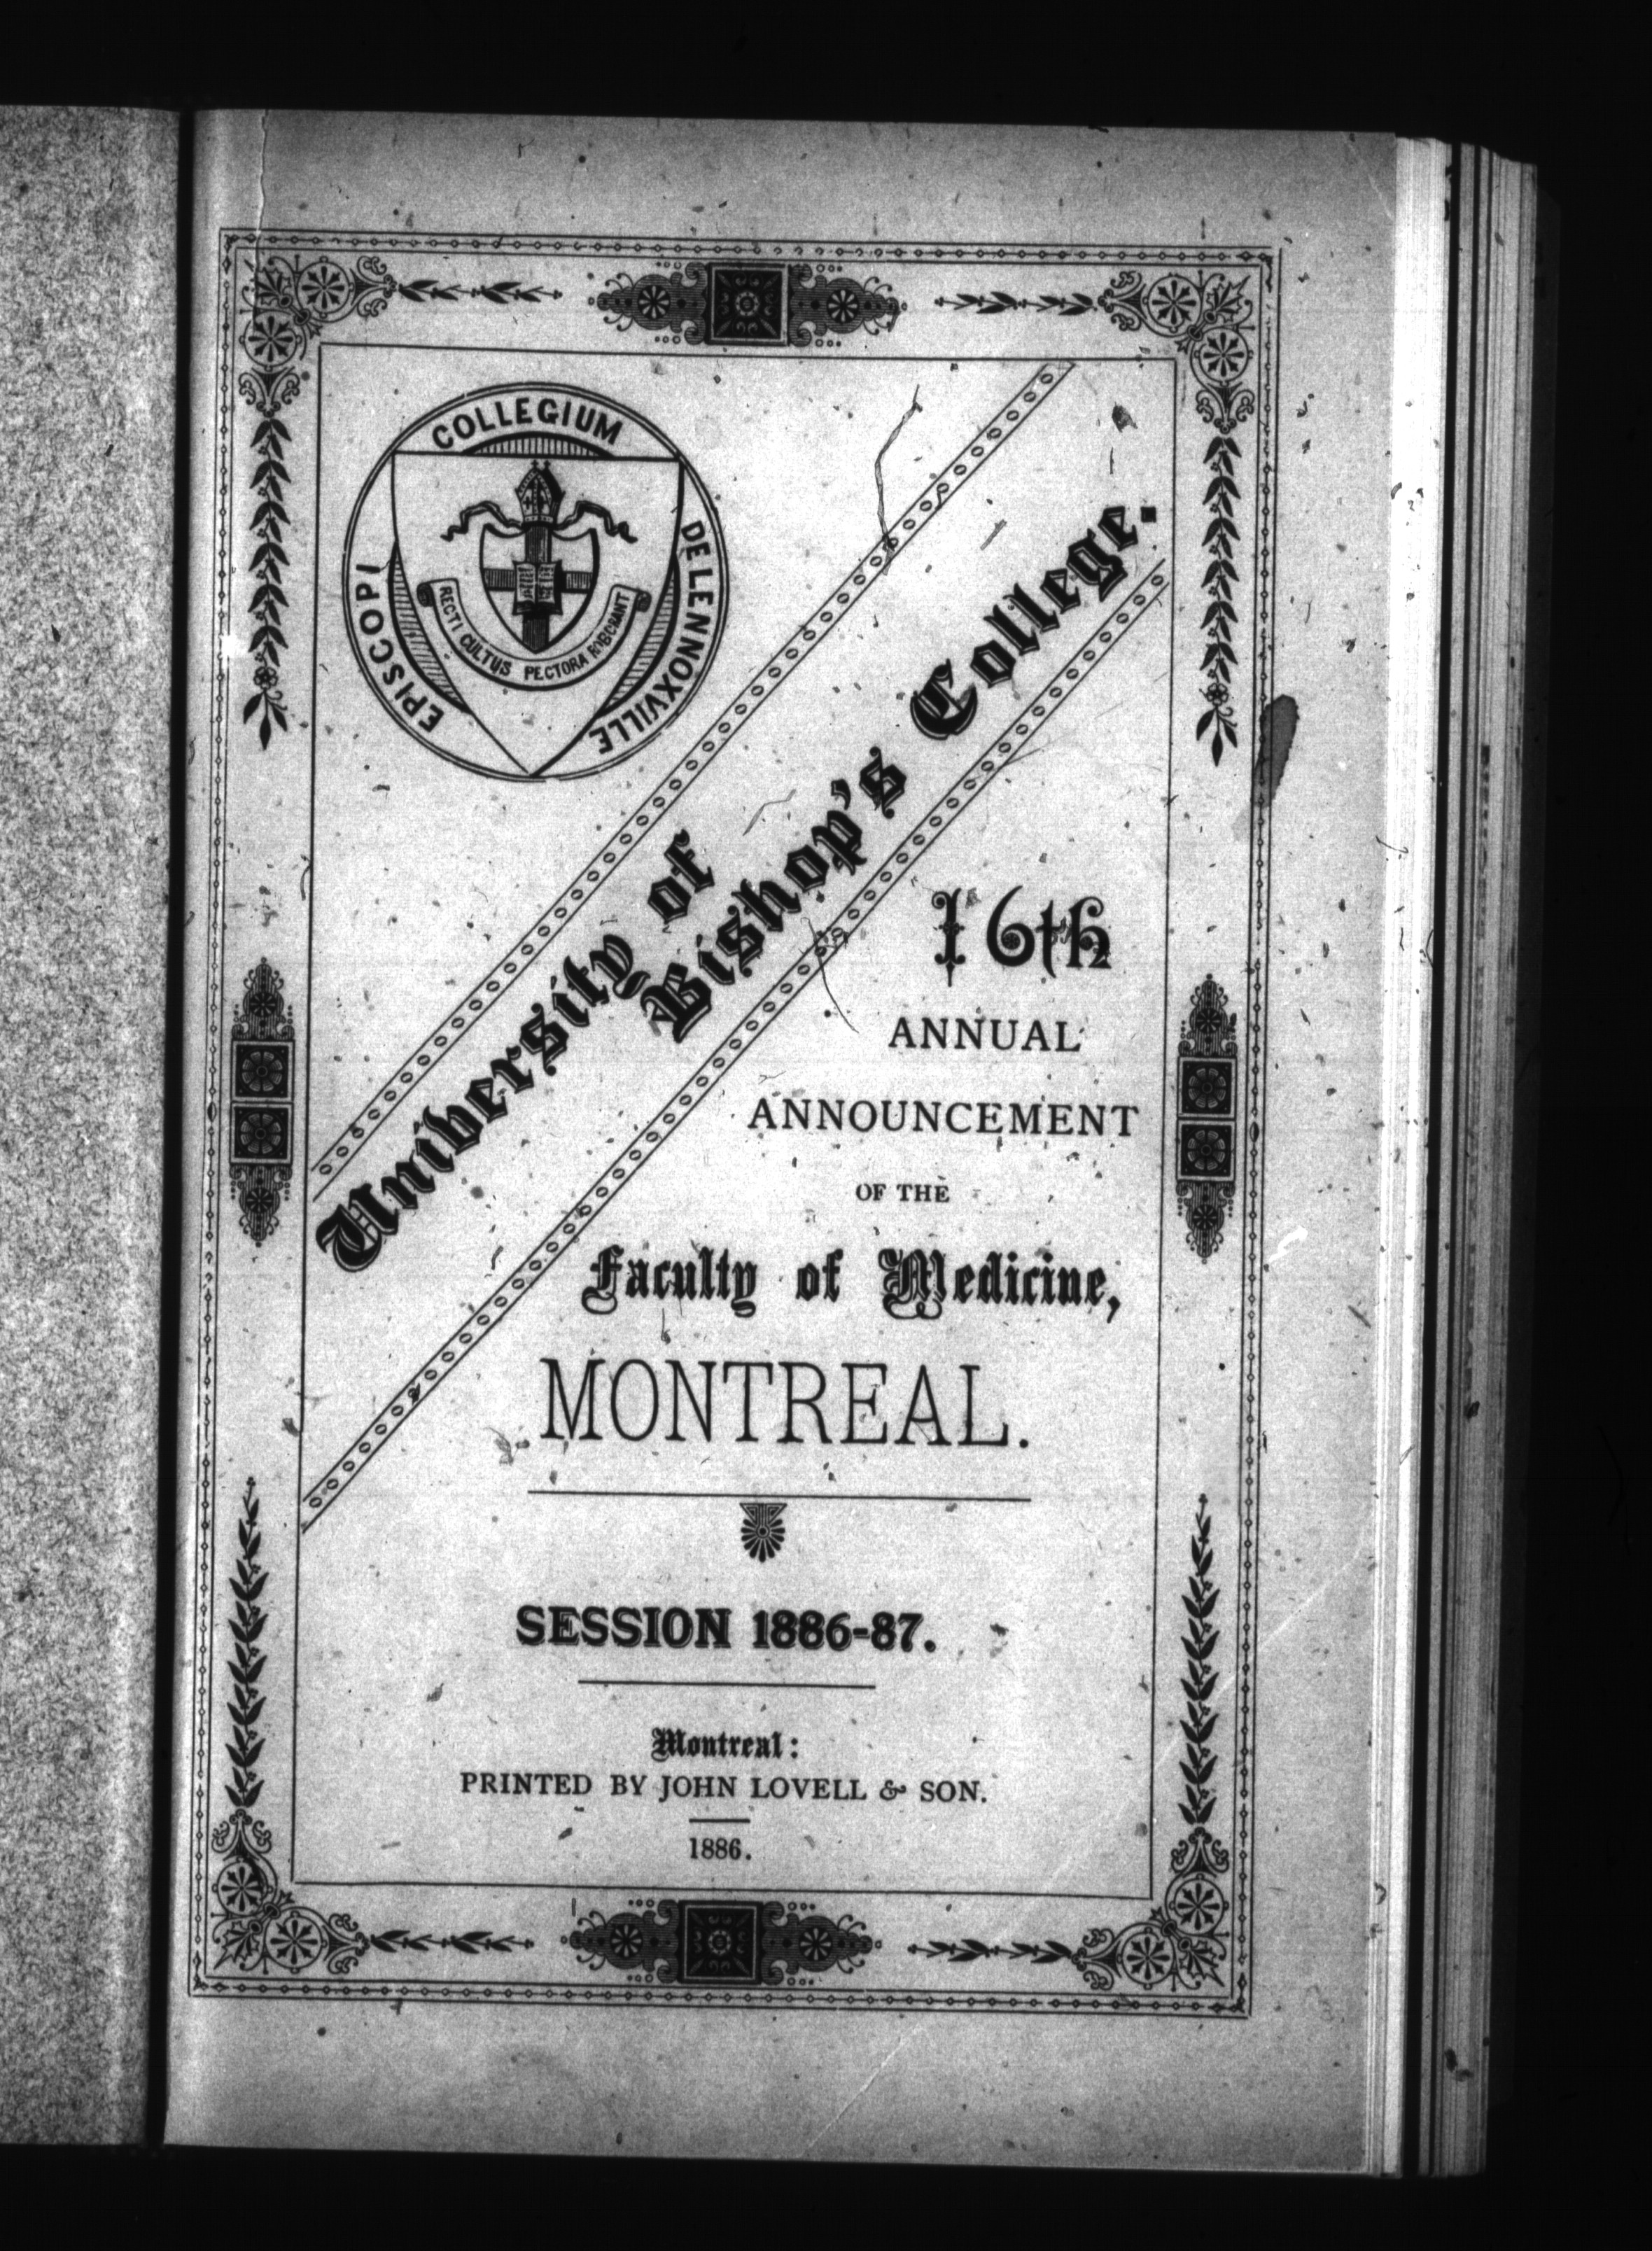 COLLEGIUM
EPISCOPI
DE LENNOXVILLE
RECTI CULTUS PECTORA ROBORANT
University of
Bishop's College.
16th
ANNUAL
ANNOUNCEMENT
OF THE
Faculty of Medicine,
MONTREAL.
SESSION 1886-87.
Montreal:
PRINTED BY JOHN LOVELL & SON.
1886.